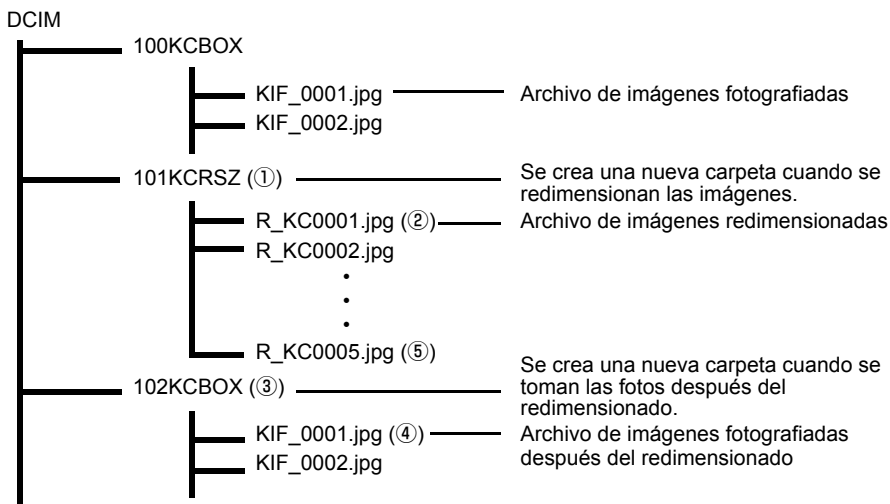 DCIM
100KCBOX
KIF_0001.jpg Archivo de imágenes fotografiadas
KIF_0002.jpg
101KCRSZ (①) Se crea una nueva carpeta cuando se
redimensionan las imágenes.
R_KC0001.jpg (②) Archivo de imágenes redimensionadas
R_KC0002.jpg
R_KC0005.jpg (⑤)
102KCBOX (③) Se crea una nueva carpeta cuando se
toman las fotos después del
redimensionado.
KIF_0001.jpg (④) Archivo de imágenes fotografiadas
KIF_0002.jpg después del redimensionado